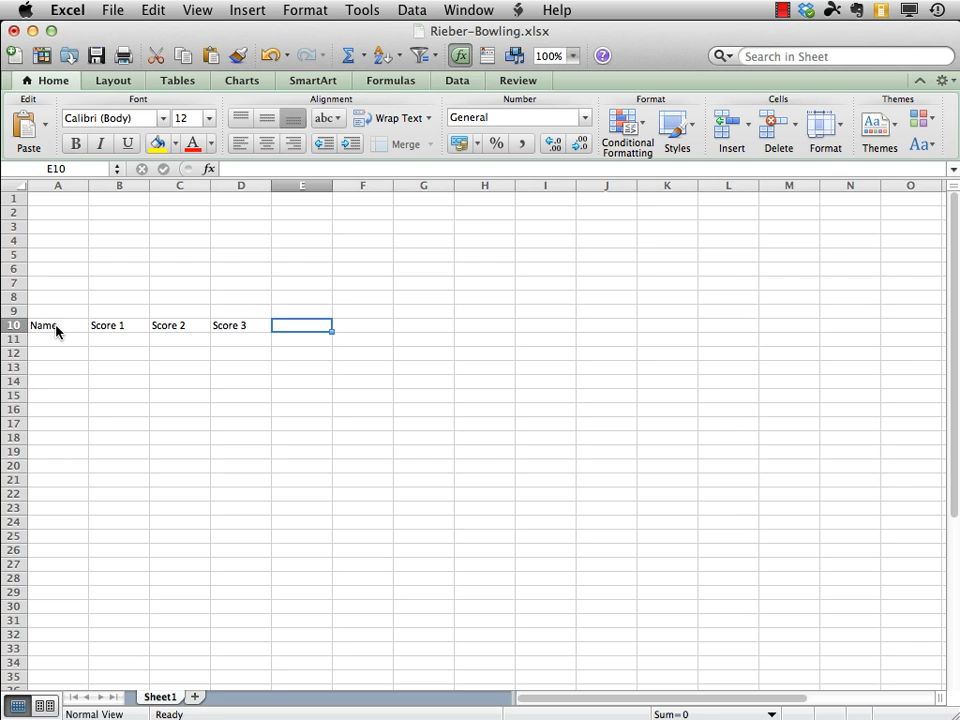 Excel File Edit View Insert Format Tools Data Window Help
Rieber-Bowling.xlsx
fx 100% ? Search in Sheet
Home Layout Tables Charts SmartArt Formulas Data Review
Edit Font Alignment Number Format Cells Themes
Calibri (Body) 12 abc Wrap Text General
Paste B I U A Merge % , .00 .0 Conditional Formatting Styles Insert Delete Format Aa Themes Aa
E10 fx
A B C D E F G H I J K L M N O
1
2
3
4
5
6
7
8
9
10 Name Score 1 Score 2 Score 3
11
12
13
14
15
16
17
18
19
20
21
22
23
24
25
26
27
28
29
30
31
32
33
34
35
Sheet1
Normal View Ready Sum=0